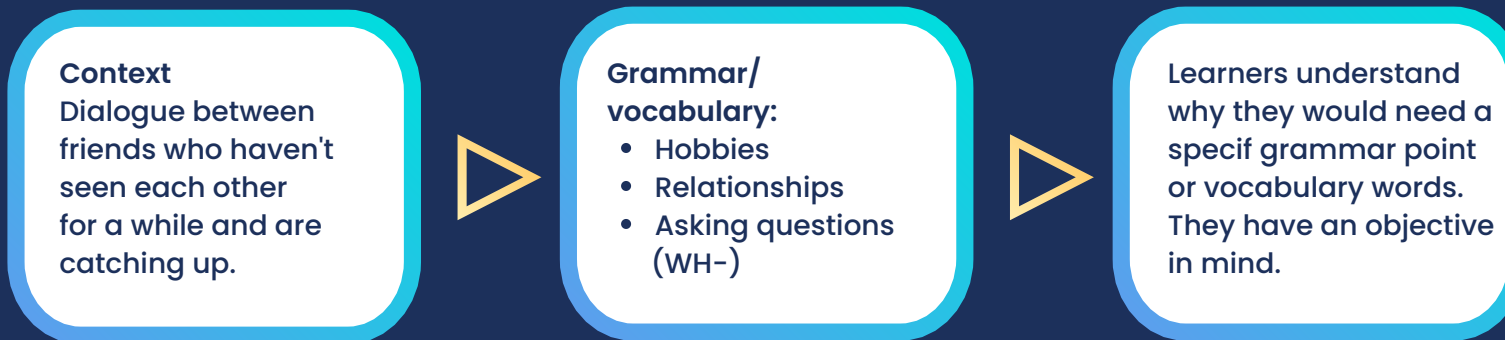 Context
Dialogue between
friends who haven't
seen each other
for a while and are
catching up.
Grammar/
vocabulary:
• Hobbies
• Relationships
• Asking questions
(WH-)
Learners understand
why they would need a
specif grammar point
or vocabulary words.
They have an objective
in mind.